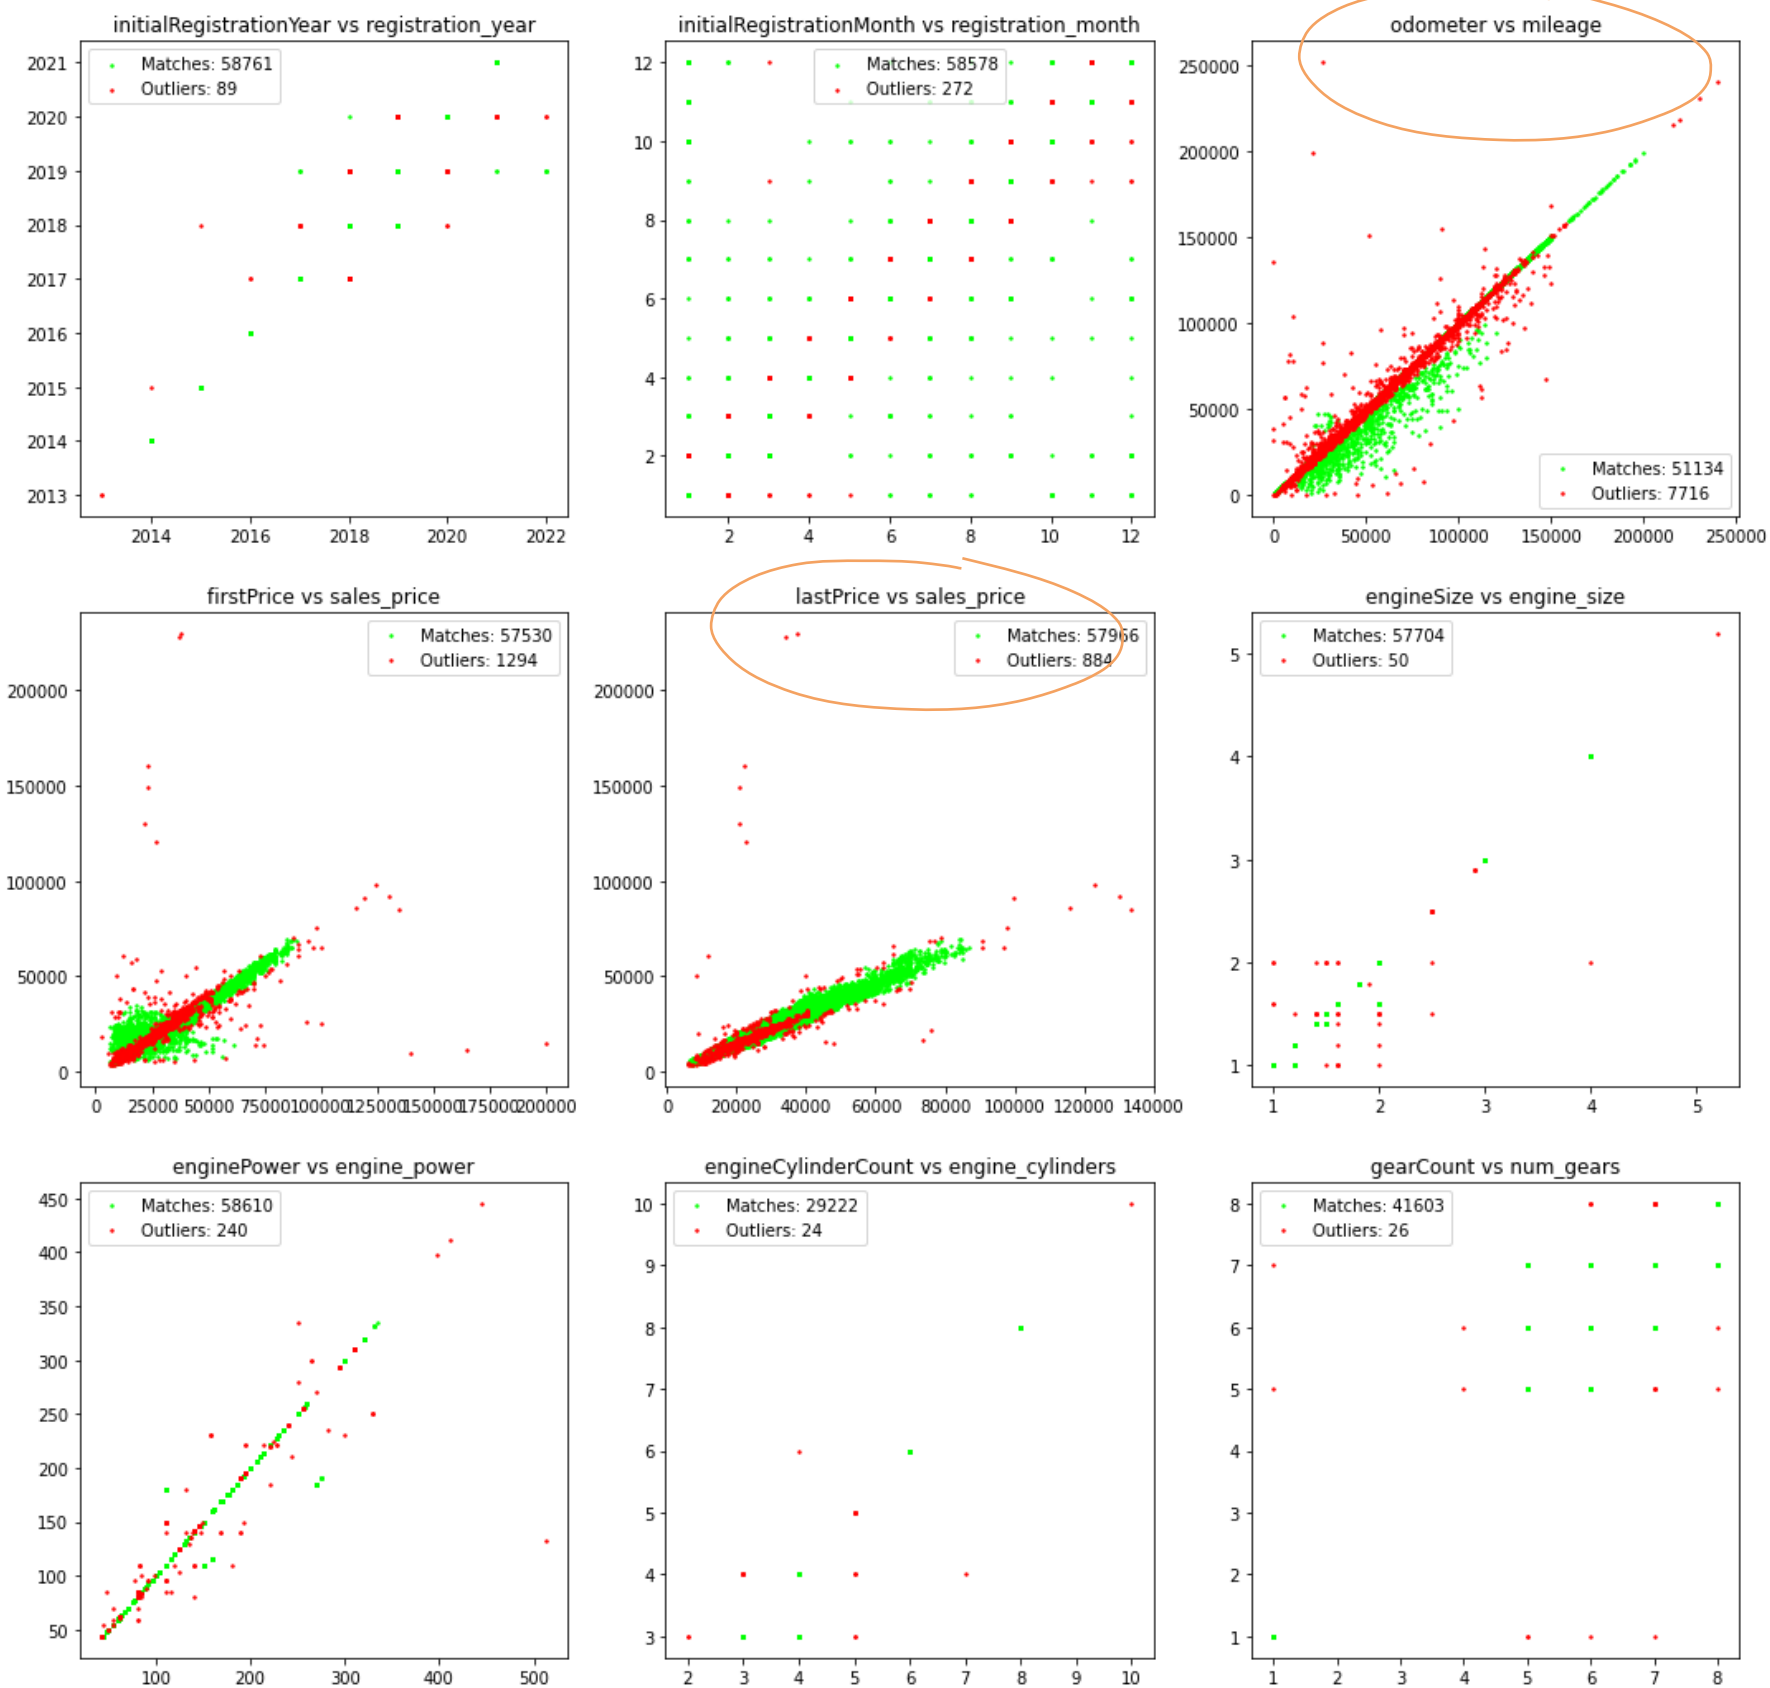 initialRegistrationYear vs registration_year
Matches: 58761
Outliers: 89
2021
2020
2019
2018
2017
2016
2015
2014
2013
2014 2016 2018 2020 2022
initialRegistrationMonth vs registration_month
Matches: 58578
Outliers: 272
12
10
8
6
4
2
2 4 6 8 10 12
odometer vs mileage
250000
200000
150000
100000
50000
0
Matches: 51134
Outliers: 7716
0 50000 100000 150000 200000 250000
firstPrice vs sales_price
Matches: 57530
Outliers: 1294
200000
150000
100000
50000
0
0 25000 50000 75000 100000 125000 150000 175000 200000
lastPrice vs sales_price
Matches: 57966
Outliers: 884
200000
150000
100000
50000
0
0 20000 40000 60000 80000 100000 120000 140000
engineSize vs engine_size
Matches: 57704
Outliers: 50
5
4
3
2
1
1 2 3 4 5
enginePower vs engine_power
Matches: 58610
Outliers: 240
450
400
350
300
250
200
150
100
50
100 200 300 400 500
engineCylinderCount vs engine_cylinders
Matches: 29222
Outliers: 24
10
9
8
7
6
5
4
3
2 3 4 5 6 7 8 9 10
gearCount vs num_gears
Matches: 41603
Outliers: 26
8
7
6
5
4
3
2
1
1 2 3 4 5 6 7 8